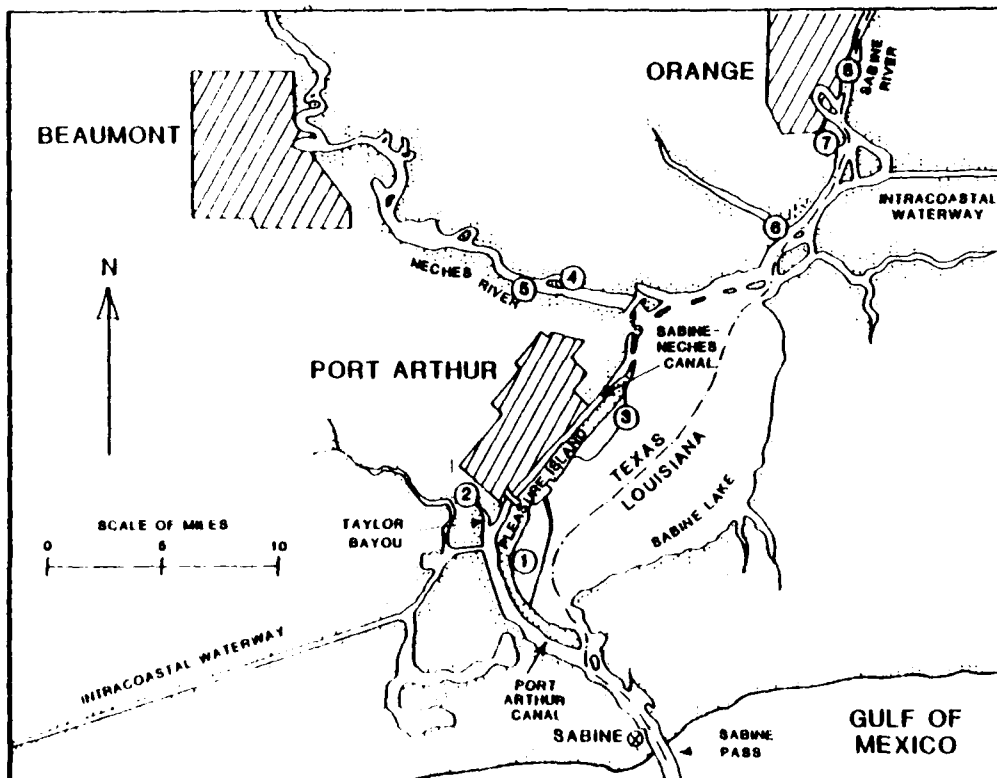 ORANGE
8
SABINE
RIVER
BEAUMONT
7
INTRACOASTAL
WATERWAY
6
N
NECHES
RIVER
5
4
SABINE-
NECHES
CANAL
PORT ARTHUR
3
PLEASURE ISLAND
TEXAS
LOUISIANA
2
SABINE LAKE
SCALE OF MILES
0
5
10
TAYLOR
BAYOU
1
INTRACOASTAL WATERWAY
PORT
ARTHUR
CANAL
SABINE
SABINE
PASS
GULF OF
MEXICO